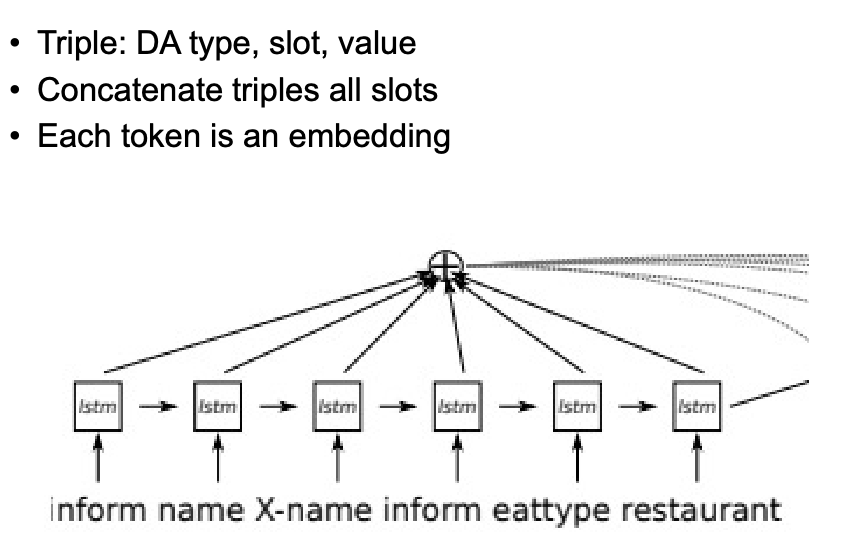 • Triple: DA type, slot, value
• Concatenate triples all slots
• Each token is an embedding
+
lstm lstm lstm lstm lstm lstm
inform name X-name inform eattype restaurant